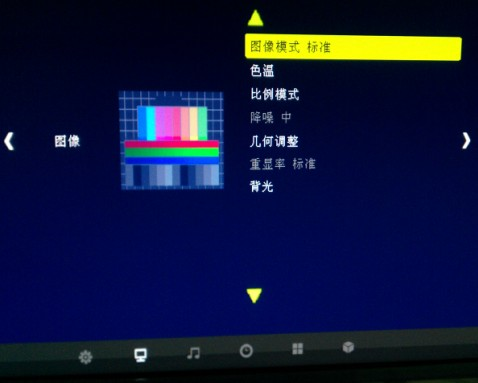 图像模式 标准
色温
比例模式
降噪 中
图像
几何调整
重显率 标准
背光